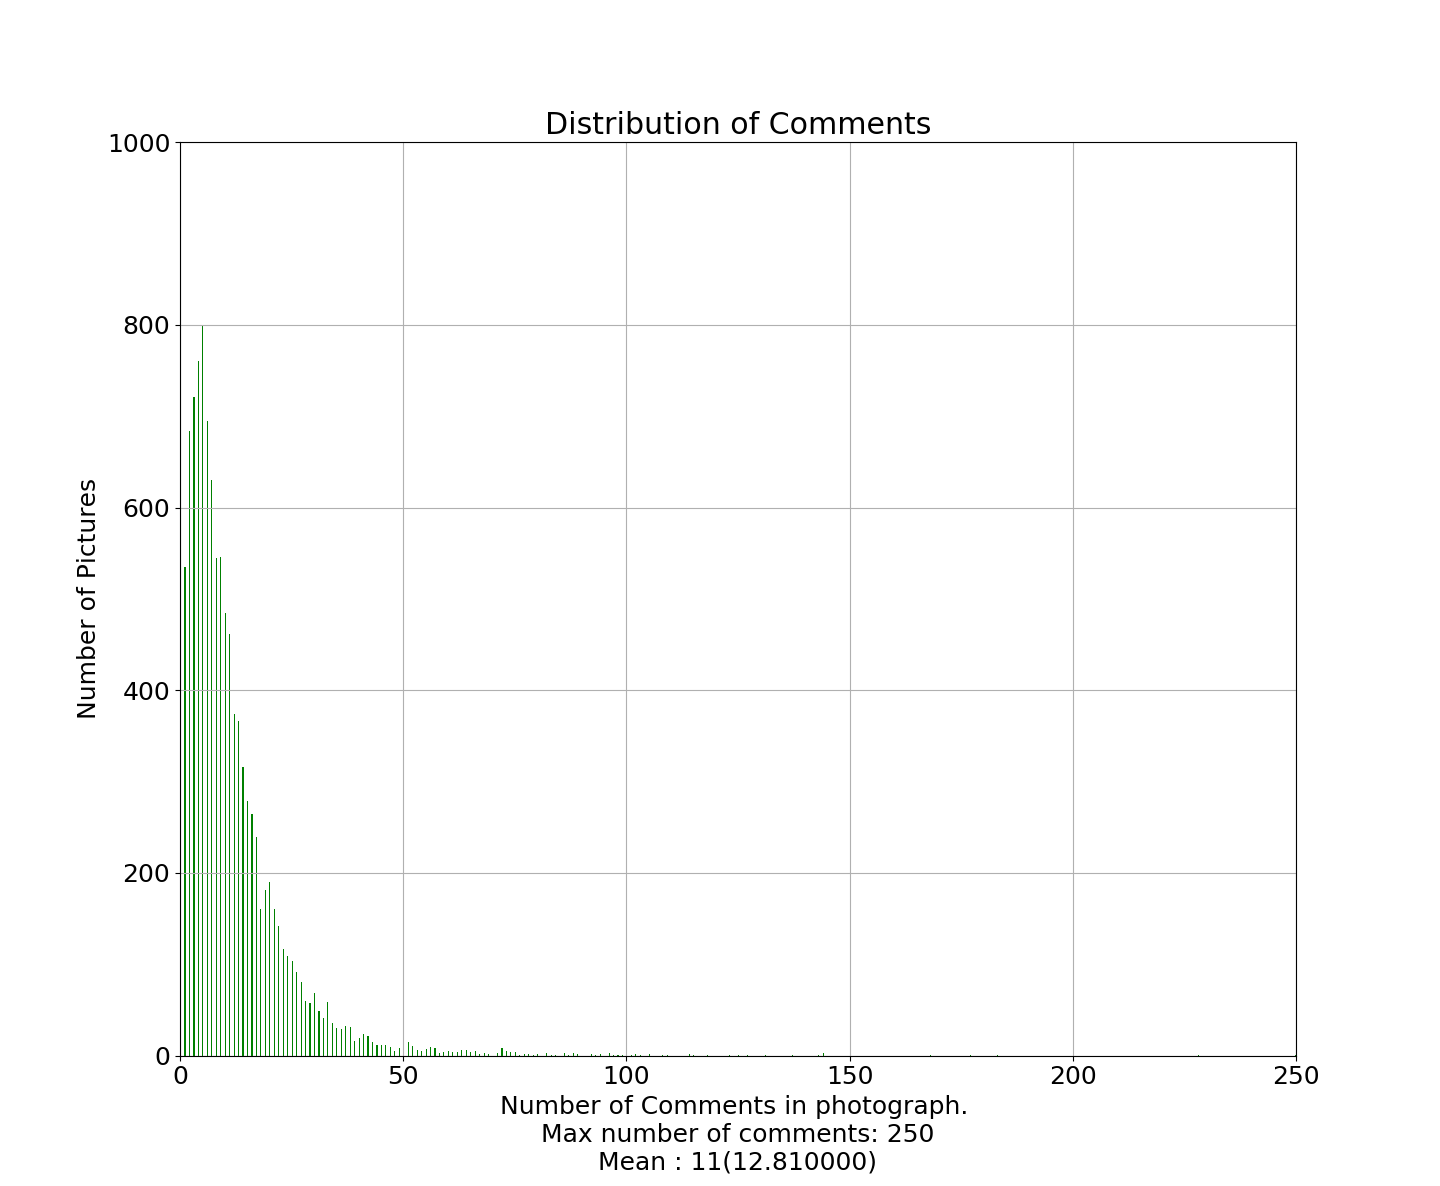 Distribution of Comments
1000
800
600
400
200
0
Number of Pictures
0 50 100 150 200 250
Number of Comments in photograph.
Max number of comments: 250
Mean : 11(12.810000)